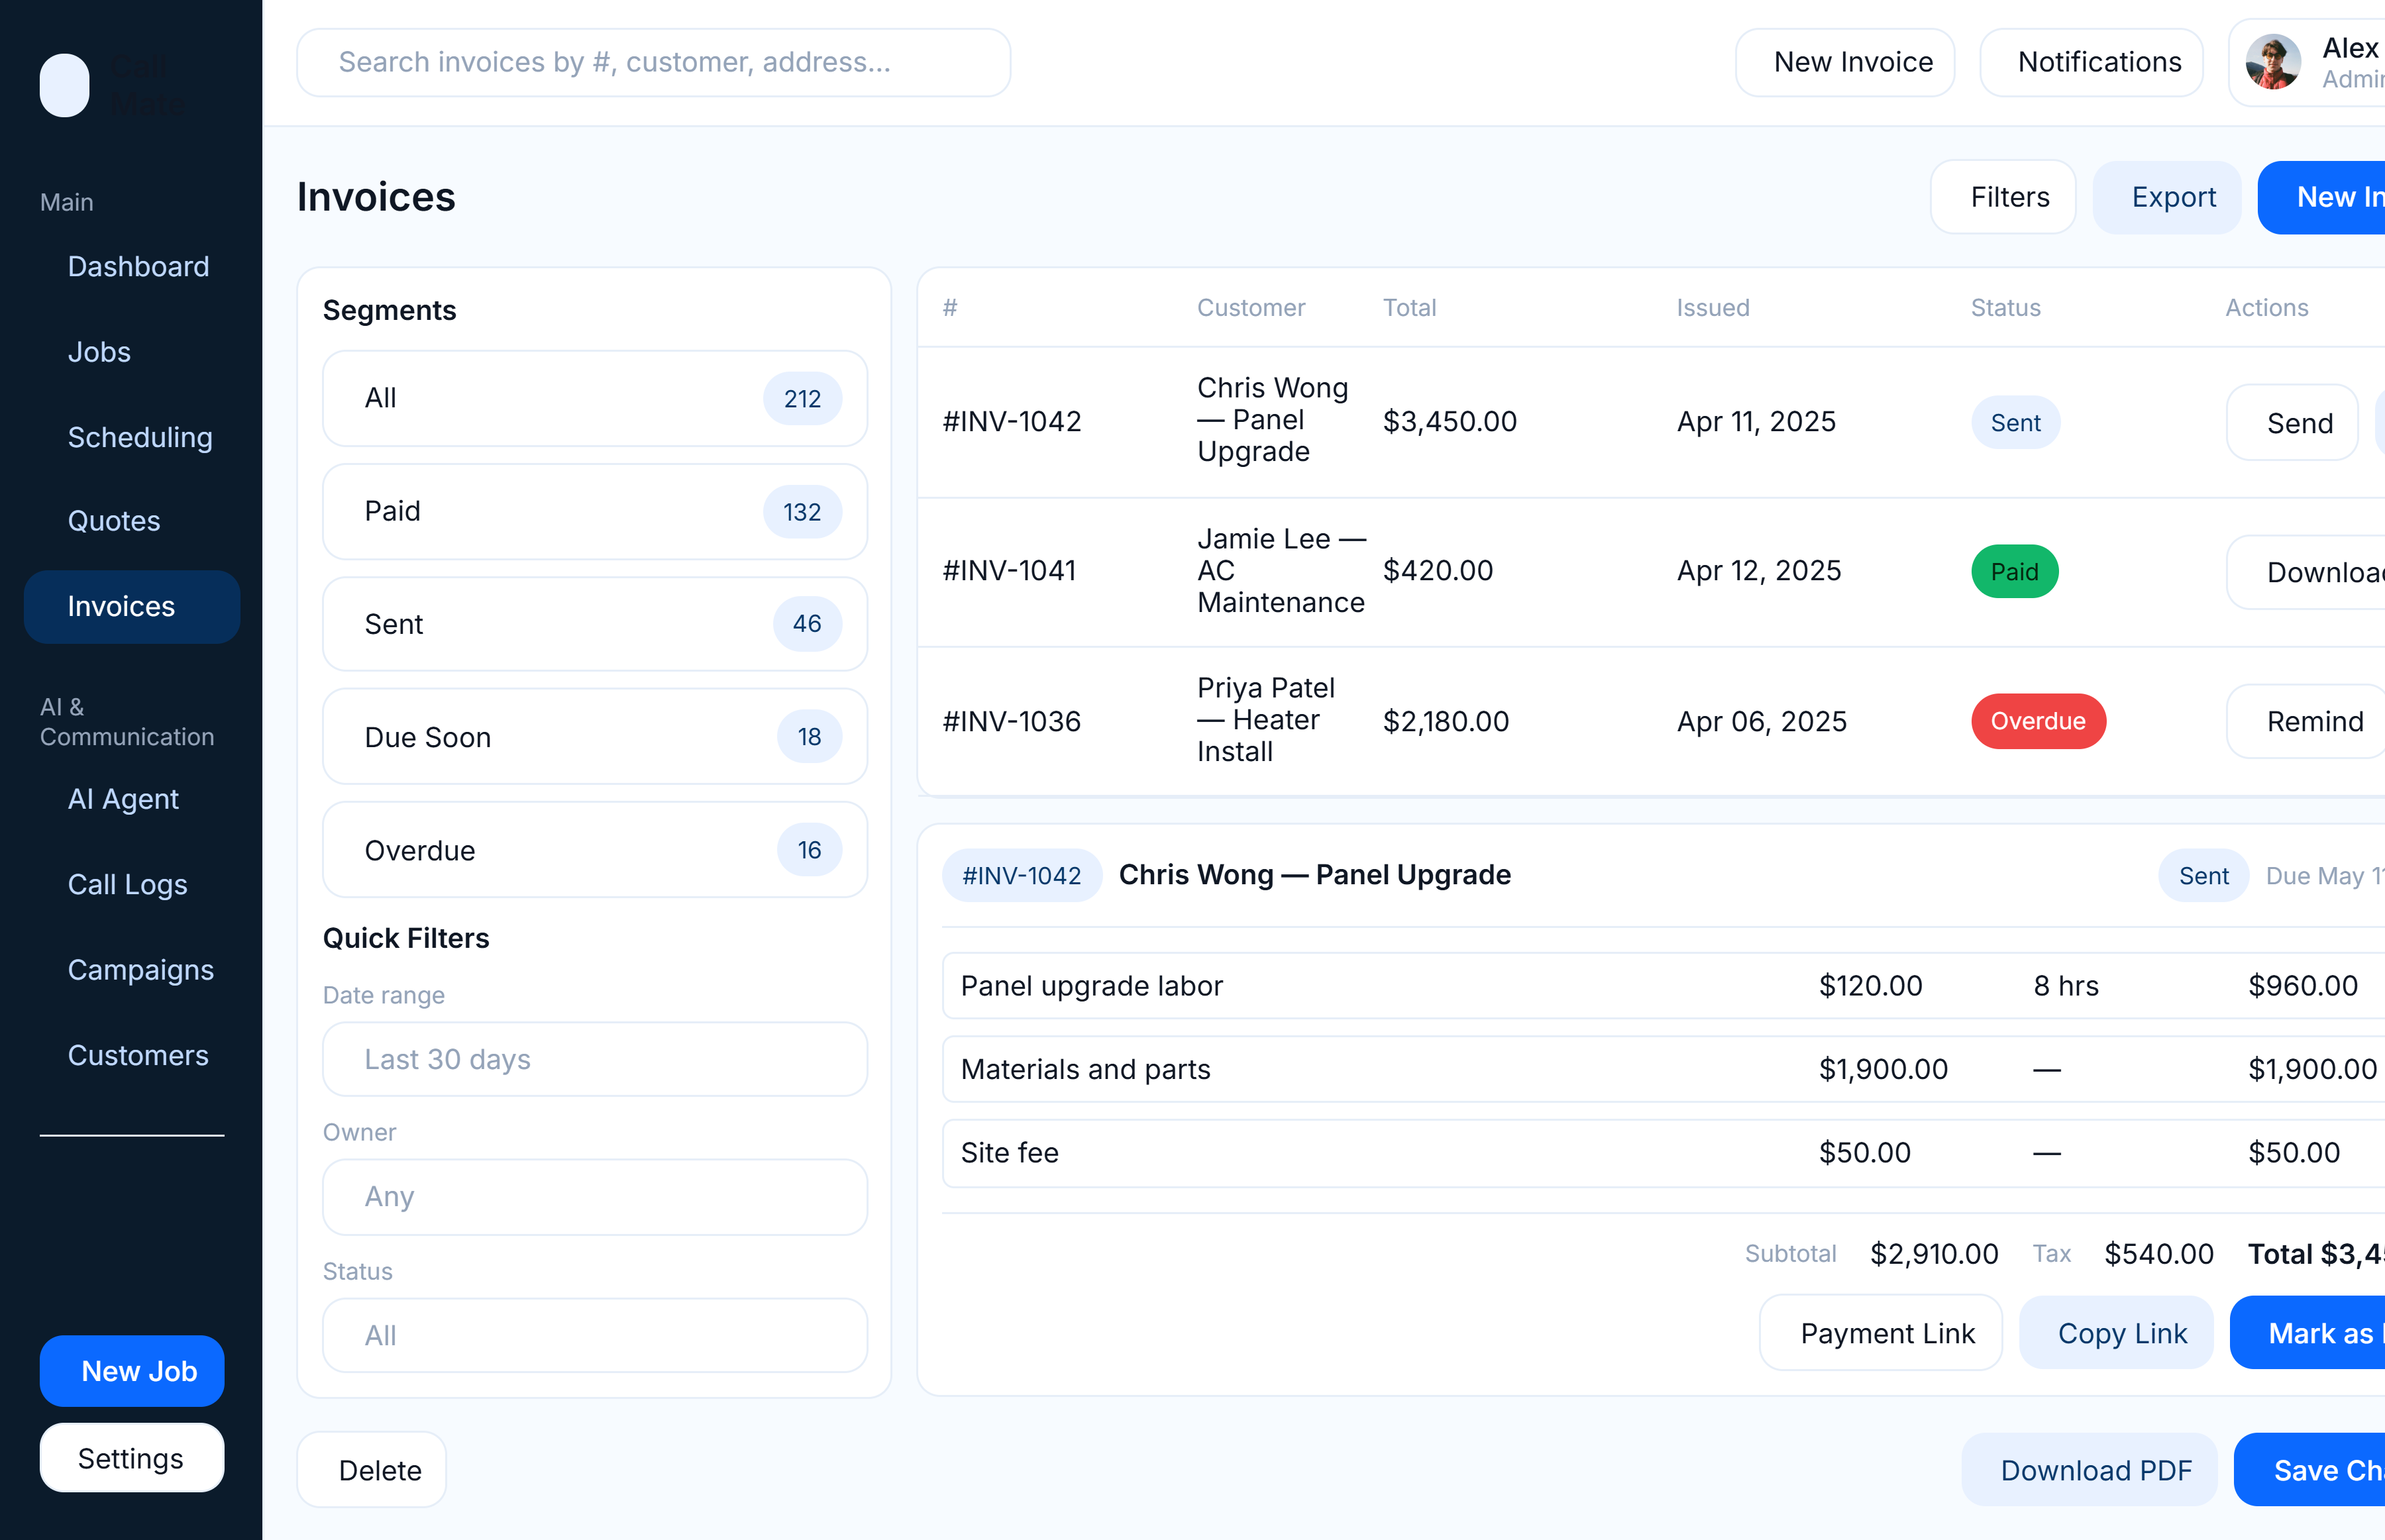 Call
Mate
Main
Dashboard
Jobs
Scheduling
Quotes
Invoices
AI &
Communication
AI Agent
Call Logs
Campaigns
Customers
New Job
Settings
Search invoices by #, customer, address...
New Invoice
Notifications
Alex
Admin
Invoices
Filters
Export
New In
Segments
All 212
Paid 132
Sent 46
Due Soon 18
Overdue 16
Quick Filters
Date range
Last 30 days
Owner
Any
Status
All
# Customer Total Issued Status Actions
#INV-1042 Chris Wong — Panel Upgrade $3,450.00 Apr 11, 2025 Sent Send
#INV-1041 Jamie Lee — AC Maintenance $420.00 Apr 12, 2025 Paid Download
#INV-1036 Priya Patel — Heater Install $2,180.00 Apr 06, 2025 Overdue Remind
#INV-1042 Chris Wong — Panel Upgrade Sent Due May 11
Panel upgrade labor $120.00 8 hrs $960.00
Materials and parts $1,900.00 — $1,900.00
Site fee $50.00 — $50.00
Subtotal $2,910.00 Tax $540.00 Total $3,45
Payment Link Copy Link Mark as
Delete
Download PDF
Save Cha